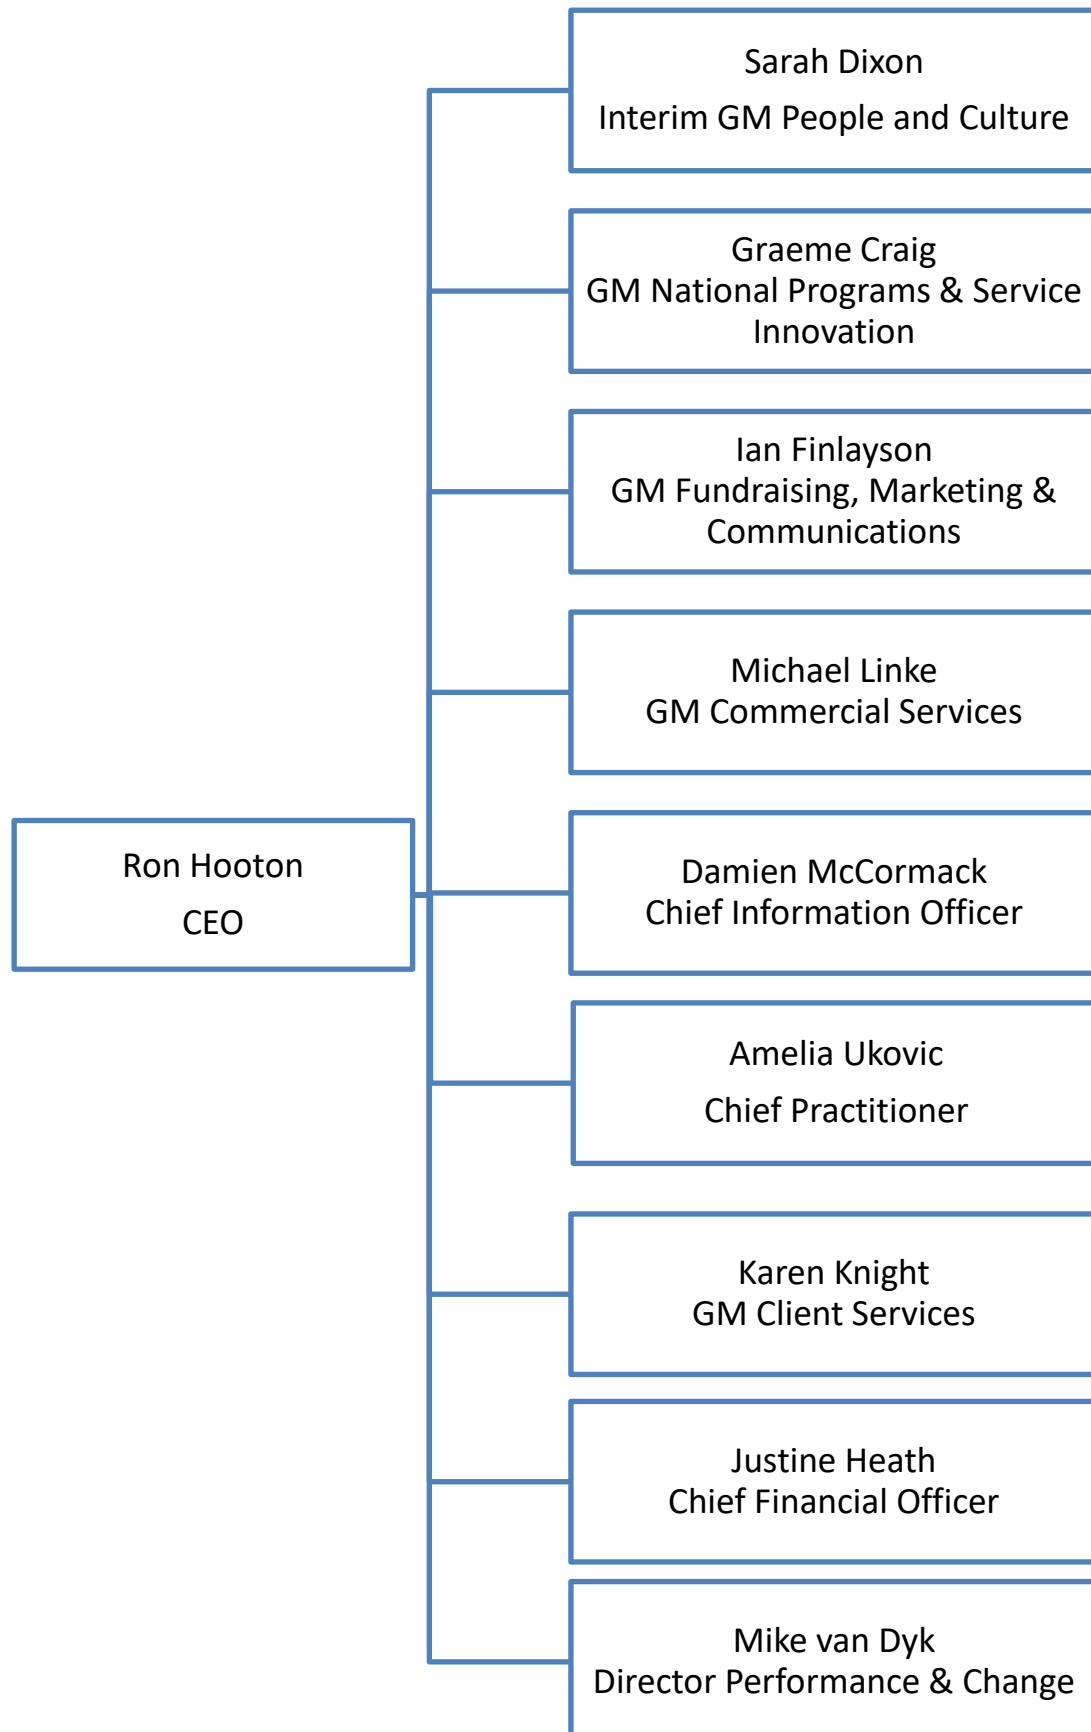 Sarah Dixon
Interim GM People and Culture
Graeme Craig
GM National Programs & Service
Innovation
Ian Finlayson
GM Fundraising, Marketing &
Communications
Michael Linke
GM Commercial Services
Ron Hooton
CEO
Damien McCormack
Chief Information Officer
Amelia Ukovic
Chief Practitioner
Karen Knight
GM Client Services
Justine Heath
Chief Financial Officer
Mike van Dyk
Director Performance & Change